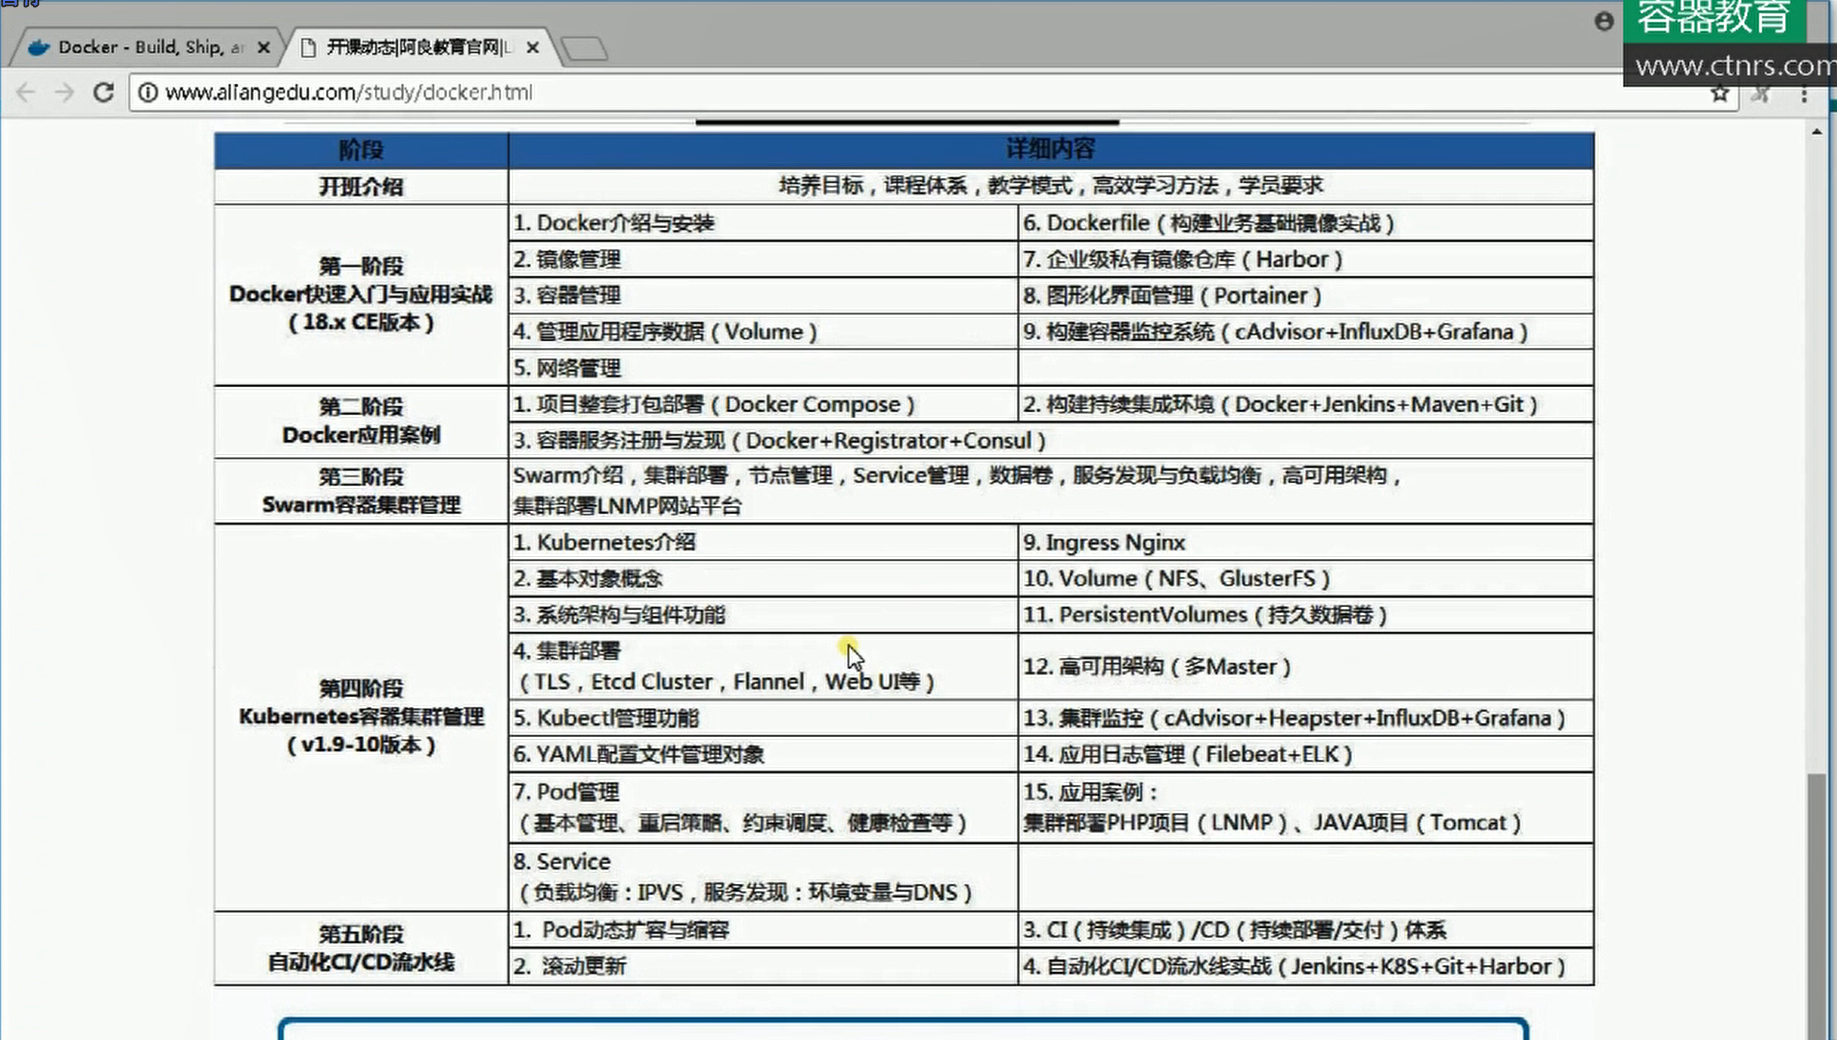 容器教育
www.ctnrs.com
Docker - Build, Ship, ar
开课动态|阿良教育官网|L
www.aliangedu.com/study/docker.html
阶段 详细内容
开班介绍 培养目标，课程体系，教学模式，高效学习方法，学员要求
第一阶段
Docker快速入门与应用实战
（18.x CE版本）
1. Docker介绍与安装 6. Dockerfile（构建业务基础镜像实战）
2. 镜像管理 7. 企业级私有镜像仓库（Harbor）
3. 容器管理 8. 图形化界面管理（Portainer）
4. 管理应用程序数据（Volume） 9. 构建容器监控系统（cAdvisor+InfluxDB+Grafana）
5. 网络管理
第二阶段
Docker应用案例
1. 项目整套打包部署（Docker Compose） 2. 构建持续集成环境（Docker+Jenkins+Maven+Git）
3. 容器服务注册与发现（Docker+Registrator+Consul）
第三阶段
Swarm容器集群管理
Swarm介绍，集群部署，节点管理，Service管理，数据卷，服务发现与负载均衡，高可用架构，
集群部署LNMP网站平台
第四阶段
Kubernetes容器集群管理
（v1.9-10版本）
1. Kubernetes介绍 9. Ingress Nginx
2. 基本对象概念 10. Volume（NFS、GlusterFS）
3. 系统架构与组件功能 11. PersistentVolumes（持久数据卷）
4. 集群部署
（TLS，Etcd Cluster，Flannel，Web UI等） 12. 高可用架构（多Master）
5. Kubectl管理功能 13. 集群监控（cAdvisor+Heapster+InfluxDB+Grafana）
6. YAML配置文件管理对象 14. 应用日志管理（Filebeat+ELK）
7. Pod管理 15. 应用案例：
（基本管理、重启策略、约束调度、健康检查等） 集群部署PHP项目（LNMP）、JAVA项目（Tomcat）
8. Service
（负载均衡：IPVS，服务发现：环境变量与DNS）
第五阶段
自动化CI/CD流水线
1. Pod动态扩容与缩容 3. CI（持续集成）/CD（持续部署/交付）体系
2. 滚动更新 4. 自动化CI/CD流水线实战（Jenkins+K8S+Git+Harbor）